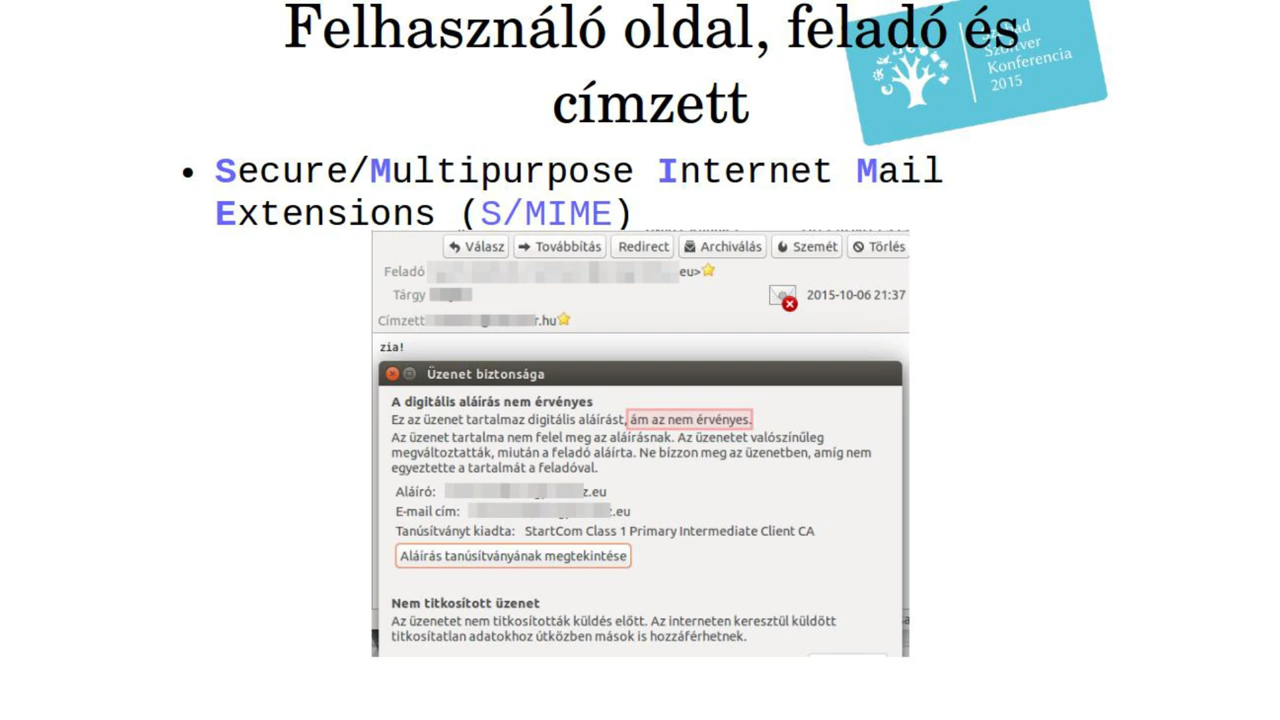 Felhasználó oldal, feladó és
címzett
Szabad
Szoftver
Konferencia
2015
• Secure/Multipurpose Internet Mail
Extensions (S/MIME)
Válasz Továbbítás Redirect Archiválás Szemét Törlés
Feladó eu>
Tárgy 2015-10-06 21:37
Címzett r.hu
zia!
Üzenet biztonsága
A digitális aláírás nem érvényes
Ez az üzenet tartalmaz digitális aláírást, ám az nem érvényes.
Az üzenet tartalma nem felel meg az aláírásnak. Az üzenetet valószínűleg
megváltoztatták, miután a feladó aláírta. Ne bízzon meg az üzenetben, amíg nem
egyeztette a tartalmát a feladóval.
Aláíró: z.eu
E-mail cím: .eu
Tanúsítványt kiadta: StartCom Class 1 Primary Intermediate Client CA
Aláírás tanúsítványának megtekintése
Nem titkosított üzenet
Az üzenetet nem titkosították küldés előtt. Az interneten keresztül küldött
titkosítatlan adatokhoz útközben mások is hozzáférhetnek.